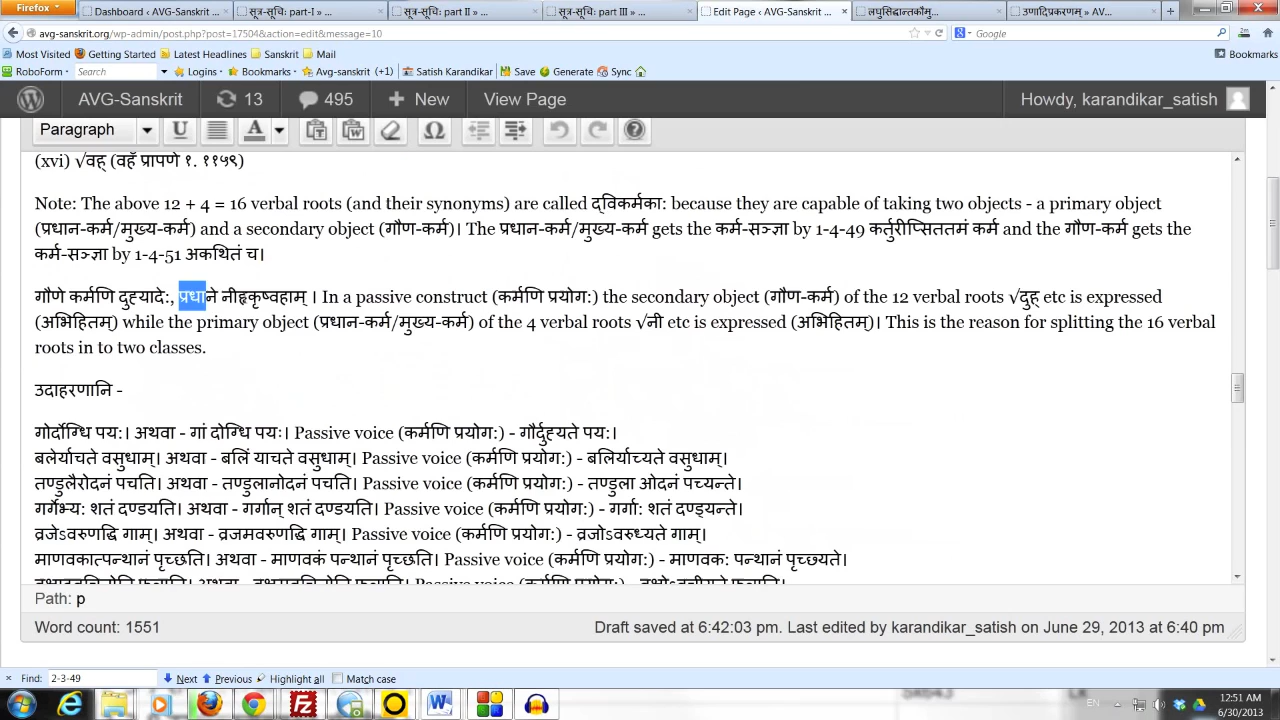 Firefox
Dashboard ‹ AVG-Sanskrit.org ...
सूत्र-सूचिः part-I » ...
सूत्र-सूचिः part II » ...
सूत्र-सूचिः part III » ...
Edit Page ‹ AVG-Sanskrit ...
लघुसिद्धान्तकौमु...
उणादिप्रकरणम् » AV...
avg-sanskrit.org/wp-admin/post.php?post=17504&action=edit&message=10
Google
Most Visited Getting Started Latest Headlines Sanskrit Mail
Bookmarks
RoboForm Search Logins Bookmarks Avg-sanskrit (+1) Satish Karandikar Save Generate Sync
13 495 New View Page
AVG-Sanskrit
Howdy, karandikar_satish
Paragraph
(xvi) √वह् (वहँ प्रापणे १. ११५९)
Note: The above 12 + 4 = 16 verbal roots (and their synonyms) are called द्विकर्मका: because they are capable of taking two objects - a primary object
(प्रधान-कर्म/मुख्य-कर्म) and a secondary object (गौण-कर्म)। The प्रधान-कर्म/मुख्य-कर्म gets the कर्म-सञ्ज्ञा by 1-4-49 कर्तुरीप्सिततमं कर्म and the गौण-कर्म gets the
कर्म-सञ्ज्ञा by 1-4-51 अकथितं च।
गौणे कर्मणि दुह्यादे:, प्रधाने नीहृकृष्वहाम् । In a passive construct (कर्मणि प्रयोग:) the secondary object (गौण-कर्म) of the 12 verbal roots √दुह् etc is expressed
(अभिहितम्) while the primary object (प्रधान-कर्म/मुख्य-कर्म) of the 4 verbal roots √नी etc is expressed (अभिहितम्)। This is the reason for splitting the 16 verbal
roots in to two classes.
उदाहरणानि -
गोर्दोग्धि पय:। अथवा - गां दोग्धि पयः। Passive voice (कर्मणि प्रयोग:) - गौर्दुह्यते पय:।
बलेर्याचते वसुधाम्। अथवा - बलिं याचते वसुधाम्। Passive voice (कर्मणि प्रयोग:) - बलिर्याच्यते वसुधाम्।
तण्डुलैरोदनं पचति। अथवा - तण्डुलानोदनं पचति। Passive voice (कर्मणि प्रयोग:) - तण्डुला ओदनं पच्यन्ते।
गर्गेभ्य: शतं दण्डयति। अथवा - गर्गान् शतं दण्डयति। Passive voice (कर्मणि प्रयोग:) - गर्गा: शतं दण्ड्यन्ते।
व्रजेऽवरुणद्धि गाम्। अथवा - व्रजमवरुणद्धि गाम्। Passive voice (कर्मणि प्रयोग:) - व्रजोऽवरुध्यते गाम्।
माणवकात्पन्थानं पृच्छति। अथवा - माणवकं पन्थानं पृच्छति। Passive voice (कर्मणि प्रयोग:) - माणवक: पन्थानं पृच्छ्यते।
Path: p
Word count: 1551
Draft saved at 6:42:03 pm. Last edited by karandikar_satish on June 29, 2013 at 6:40 pm
Find: 2-3-49 Next Previous Highlight all Match case
EN
12:51 AM
6/30/2013